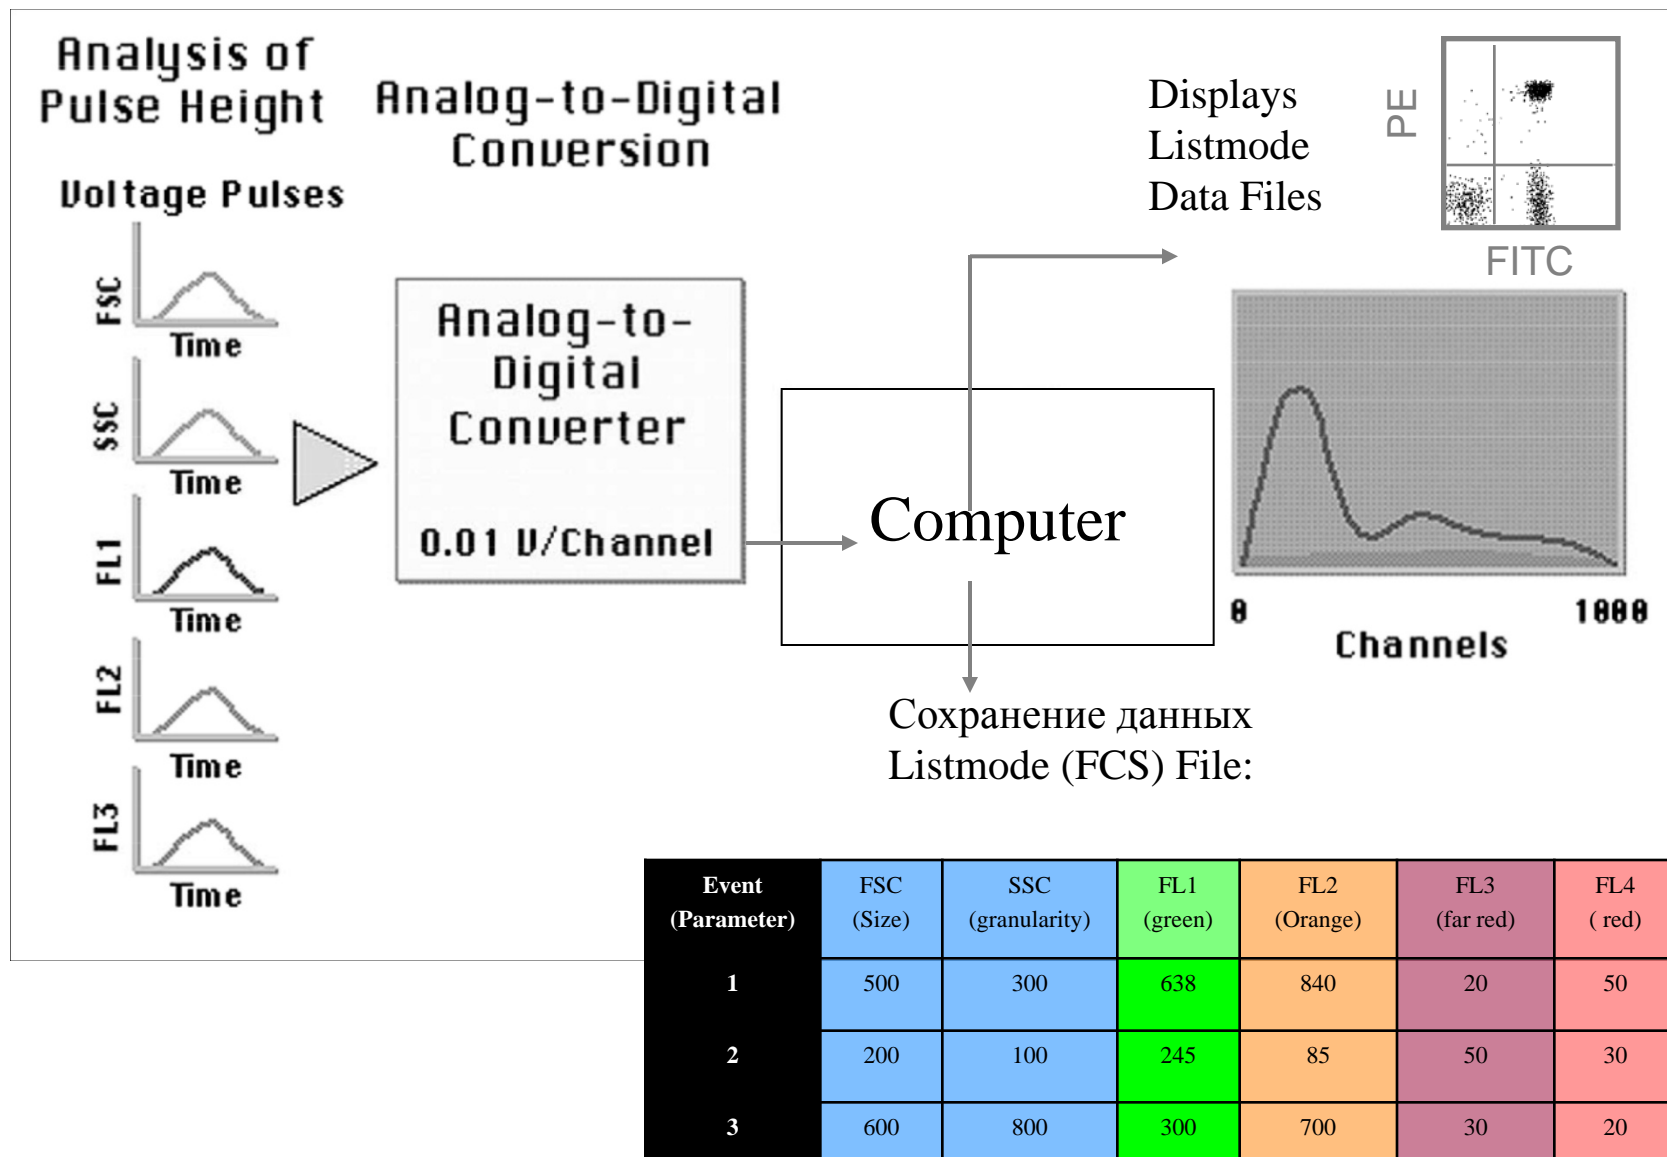 Analysis of
Pulse Height
Analog-to-Digital
Conversion
Voltage Pulses
FSC
Time
SSC
Time
FL1
Time
FL2
Time
FL3
Time
Analog-to-
Digital
Converter
0.01 V/Channel
Computer
Displays
Listmode
Data Files
PE
FITC
0 1000
Channels
Сохранение данных
Listmode (FCS) File:
Event (Parameter) FSC (Size) SSC (granularity) FL1 (green) FL2 (Orange) FL3 (far red) FL4 ( red)
1 500 300 638 840 20 50
2 200 100 245 85 50 30
3 600 800 300 700 30 20